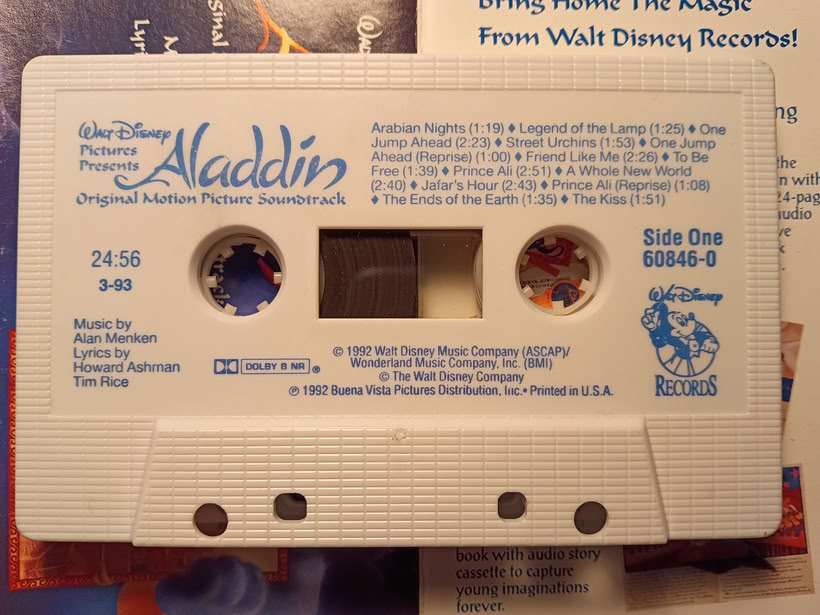 Bring Home The Magic
From Walt Disney Records!
Walt Disney
Pictures
Presents
Aladdin
Original Motion Picture Soundtrack
Arabian Nights (1:19) ♦ Legend of the Lamp (1:25) ♦ One
Jump Ahead (2:23) ♦ Street Urchins (1:53) ♦ One Jump
Ahead (Reprise) (1:00) ♦ Friend Like Me (2:26) ♦ To Be
Free (1:39) ♦ Prince Ali (2:51) ♦ A Whole New World
(2:40) ♦ Jafar's Hour (2:43) ♦ Prince Ali (Reprise) (1:08)
♦ The Ends of the Earth (1:35) ♦ The Kiss (1:51)
24:56
3-93
Side One
60846-0
Music by
Alan Menken
Lyrics by
Howard Ashman
Tim Rice
DOLBY B NR ®
© 1992 Walt Disney Music Company (ASCAP)/
Wonderland Music Company, Inc. (BMI)
© The Walt Disney Company
℗ 1992 Buena Vista Pictures Distribution, Inc. • Printed in U.S.A.
Walt Disney
RECORDS
book with audio story
cassette to capture
young imaginations
forever.